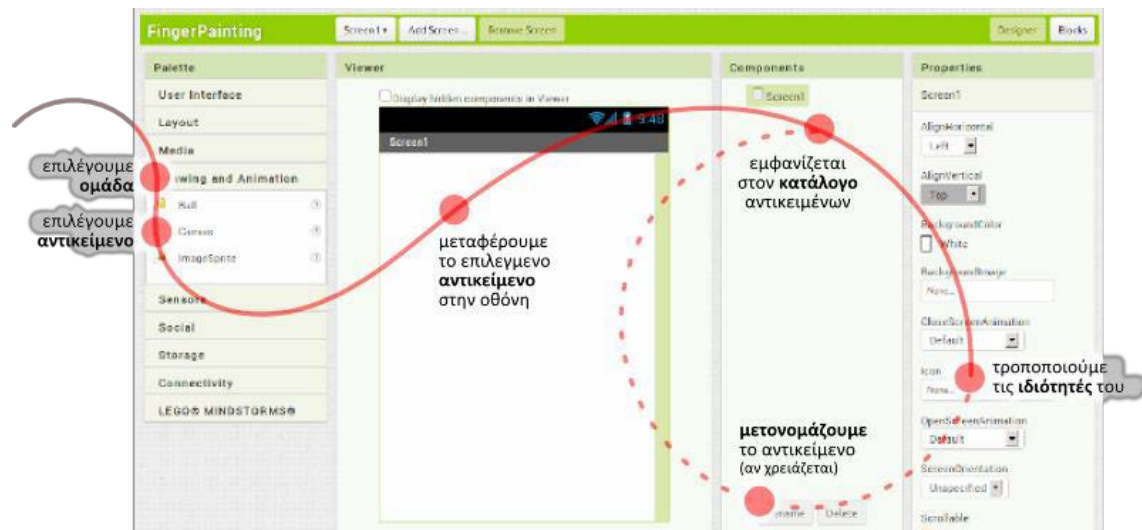 FingerPainting
Screen1
Add Screen...
Remove Screen
Designer
Blocks
Palette
User Interface
Layout
Media
wing and Animation
Ball
Canvas
ImageSprite
Sensors
Social
Storage
Connectivity
LEGO® MINDSTORMS®
επιλέγουμε
ομάδα
επιλέγουμε
αντικείμενο
Viewer
Display hidden components in Viewer
9:48
Screen1
μεταφέρουμε
το επιλεγμενο
αντικείμενο
στην οθόνη
Components
Screen1
εμφανίζεται
στον κατάλογο
αντικειμένων
μετονομάζουμε
το αντικείμενο
(αν χρειάζεται)
ename
Delete
Properties
Screen1
AlignHorizontal
Left
AlignVertical
Top
BackgroundColor
White
BackgroundImage
None...
CloseScreenAnimation
Default
Icon
None...
τροποποιούμε
τις ιδιότητές του
OpenScreenAnimation
Default
ScreenOrientation
Unspecified
Scrollable